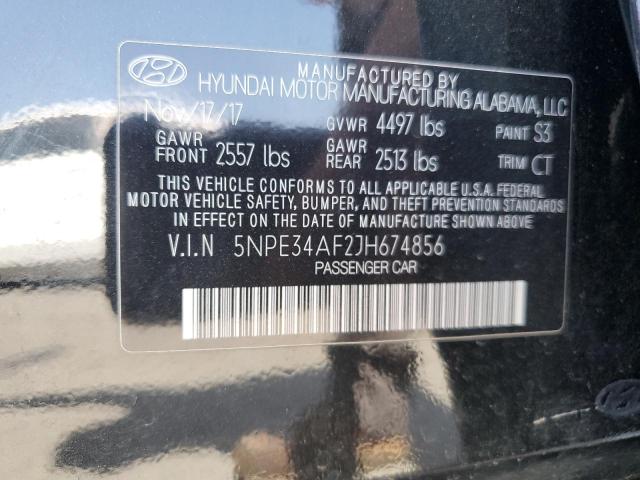 MANUFACTURED BY
HYUNDAI MOTOR MANUFACTURING ALABAMA, LLC
Nov/17/17 GVWR 4497 lbs PAINT S3
GAWR FRONT 2557 lbs GAWR REAR 2513 lbs TRIM CT
THIS VEHICLE CONFORMS TO ALL APPLICABLE U.S.A. FEDERAL
MOTOR VEHICLE SAFETY, BUMPER, AND THEFT PREVENTION
STANDARDS IN EFFECT ON THE DATE OF MANUFACTURE SHOWN ABOVE.
V.I.N 5NPE34AF2JH674856
PASSENGER CAR